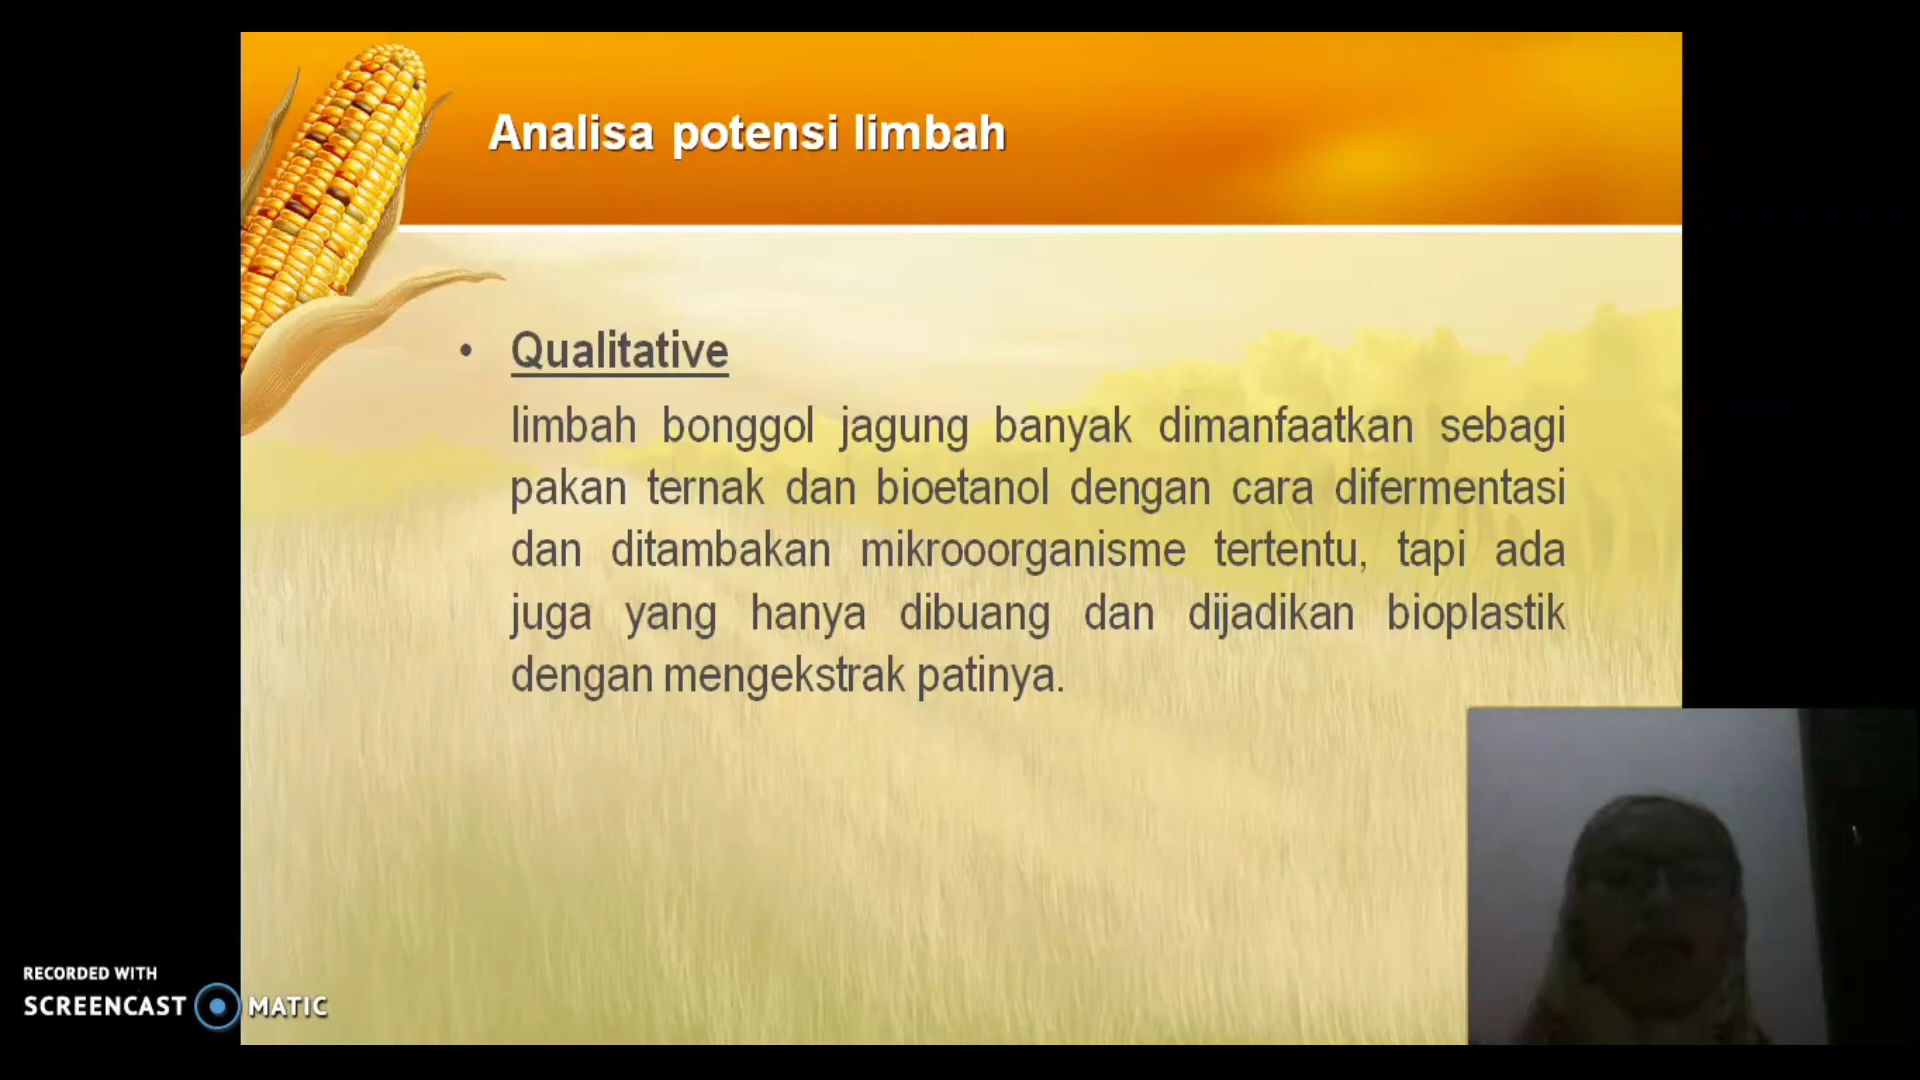 Analisa potensi limbah
• Qualitative
limbah bonggol jagung banyak dimanfaatkan sebagi
pakan ternak dan bioetanol dengan cara difermentasi
dan ditambakan mikrooorganisme tertentu, tapi ada
juga yang hanya dibuang dan dijadikan bioplastik
dengan mengekstrak patinya.
RECORDED WITH
SCREENCAST MATIC